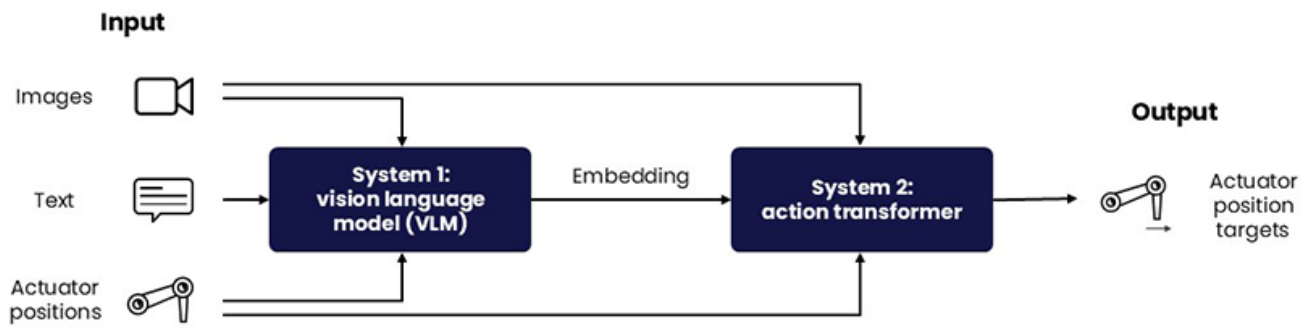 Input
Images
Text
Actuator
positions
System 1:
vision language
model (VLM)
Embedding
System 2:
action transformer
Output
Actuator
position
targets